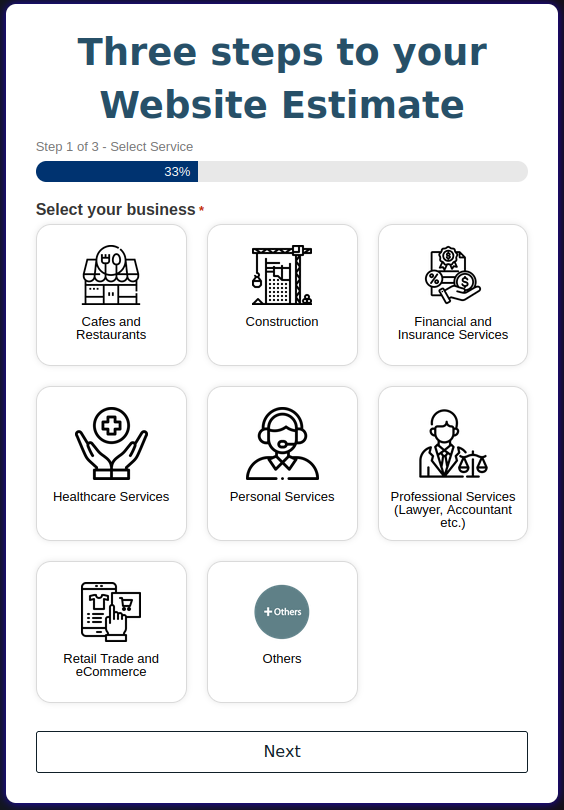 Three steps to your
Website Estimate
Step 1 of 3 - Select Service
33%
Select your business *
Cafes and
Restaurants
Construction
%
$
$
Financial and
Insurance Services
Healthcare Services
Personal Services
Professional Services
(Lawyer, Accountant
etc.)
Retail Trade and
eCommerce
+Others
Others
Next